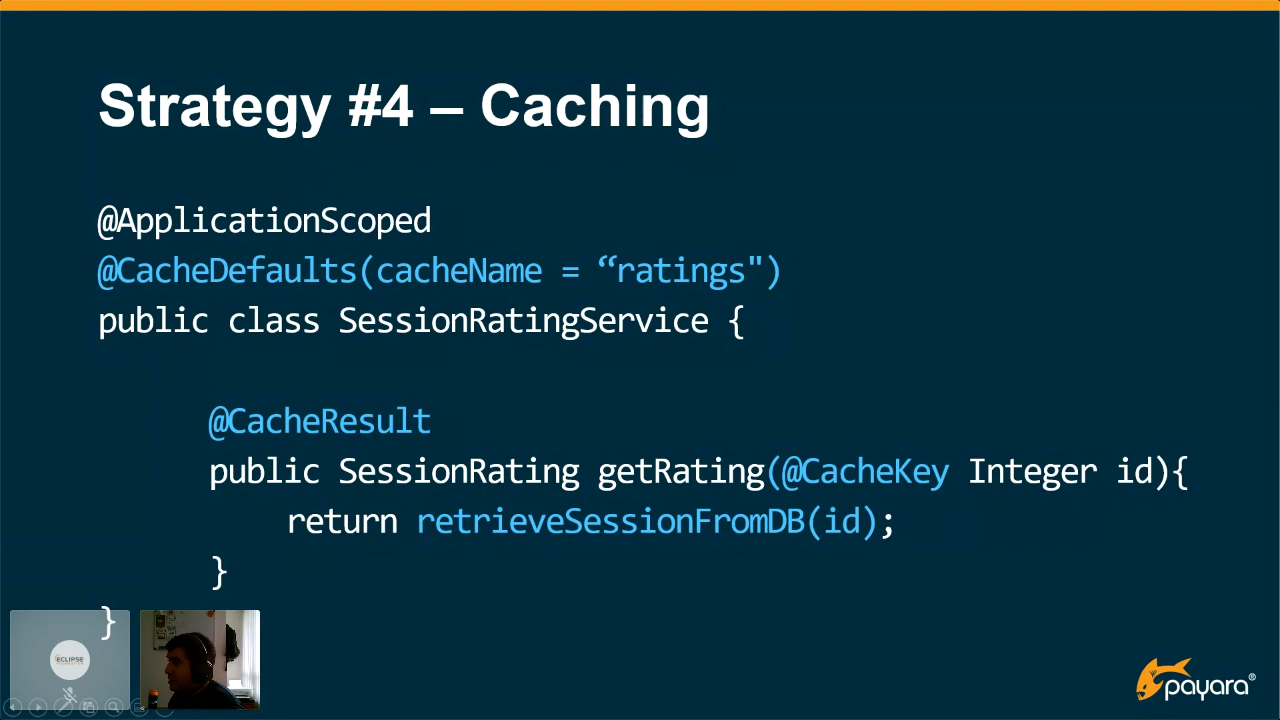 Strategy #4 – Caching
@ApplicationScoped
@CacheDefaults(cacheName = “ratings")
public class SessionRatingService {
@CacheResult
public SessionRating getRating(@CacheKey Integer id){
return retrieveSessionFromDB(id);
}
}
ECLIPSE
payara®